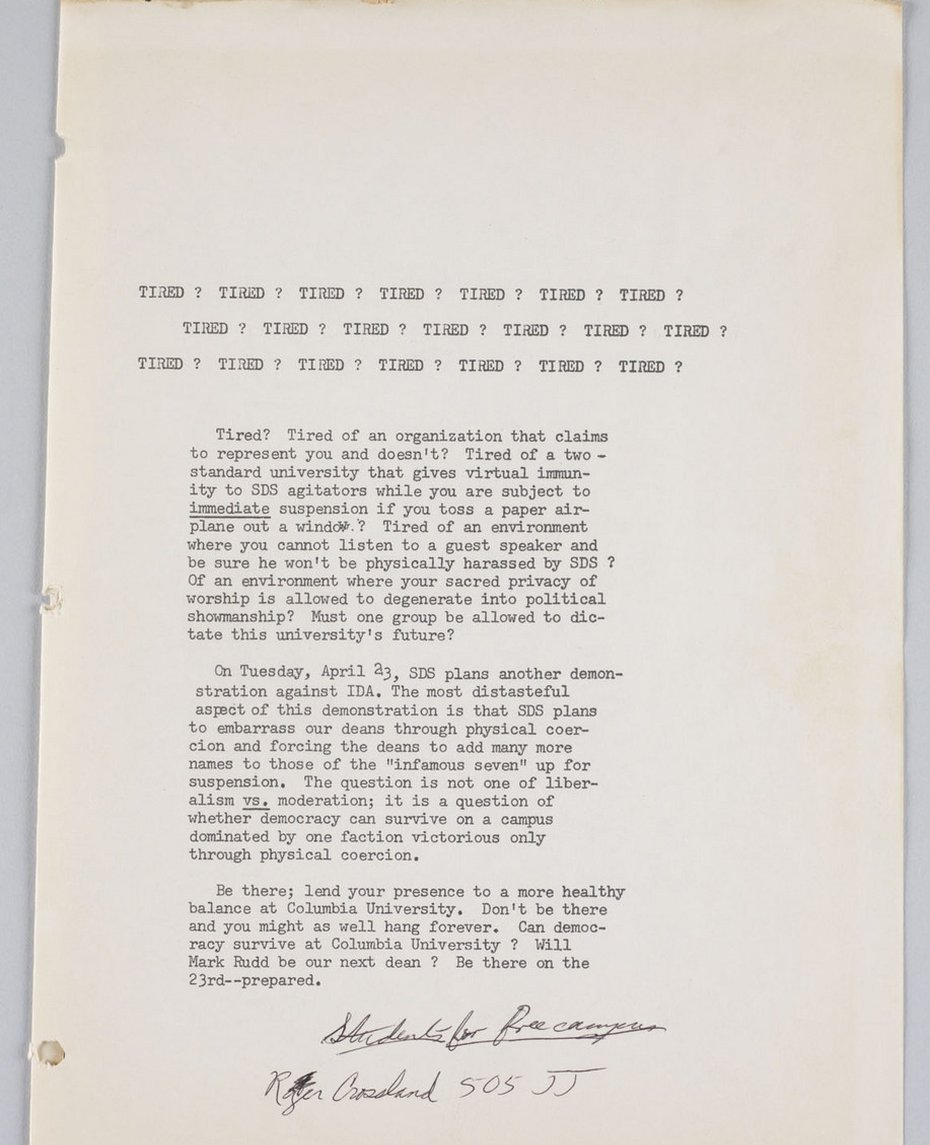 TIRED ? TIRED ? TIRED ? TIRED ? TIRED ? TIRED ? TIRED ?
TIRED ? TIRED ? TIRED ? TIRED ? TIRED ? TIRED ? TIRED ?
TIRED ? TIRED ? TIRED ? TIRED ? TIRED ? TIRED ? TIRED ?
Tired? Tired of an organization that claims
to represent you and doesn't? Tired of a two -
standard university that gives virtual immun-
ity to SDS agitators while you are subject to
immediate suspension if you toss a paper air-
plane out a window.? Tired of an environment
where you cannot listen to a guest speaker and
be sure he won't be physically harassed by SDS ?
Of an environment where your sacred privacy of
worship is allowed to degenerate into political
showmanship? Must one group be allowed to dic-
tate this university's future?
On Tuesday, April 23, SDS plans another demon-
stration against IDA. The most distasteful
aspect of this demonstration is that SDS plans
to embarrass our deans through physical coer-
cion and forcing the deans to add many more
names to those of the "infamous seven" up for
suspension. The question is not one of liber-
alism vs. moderation; it is a question of
whether democracy can survive on a campus
dominated by one faction victorious only
through physical coercion.
Be there; lend your presence to a more healthy
balance at Columbia University. Don't be there
and you might as well hang forever. Can democ-
racy survive at Columbia University ? Will
Mark Rudd be our next dean ? Be there on the
23rd--prepared.
Students for Free campus
Roger Crossland 505 JJ